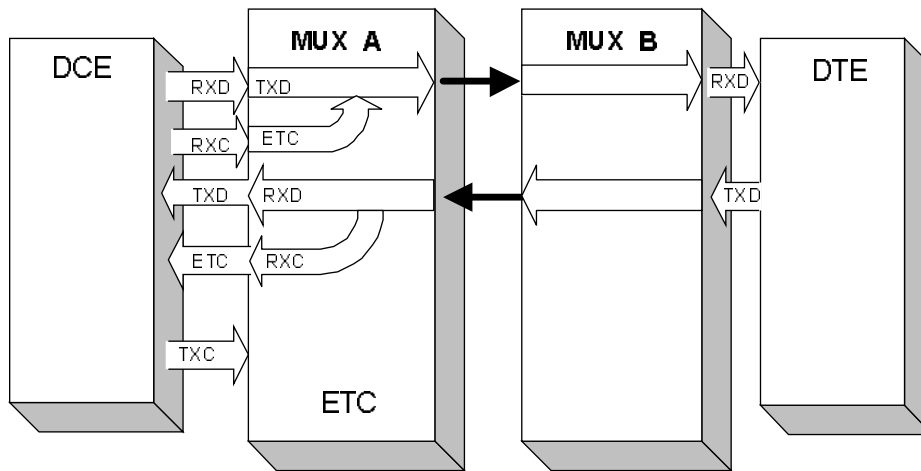 MUX A
MUX B
DCE
DTE
RXD
TXD
RXD
RXC
ETC
TXD
RXD
TXD
ETC
RXC
TXC
ETC